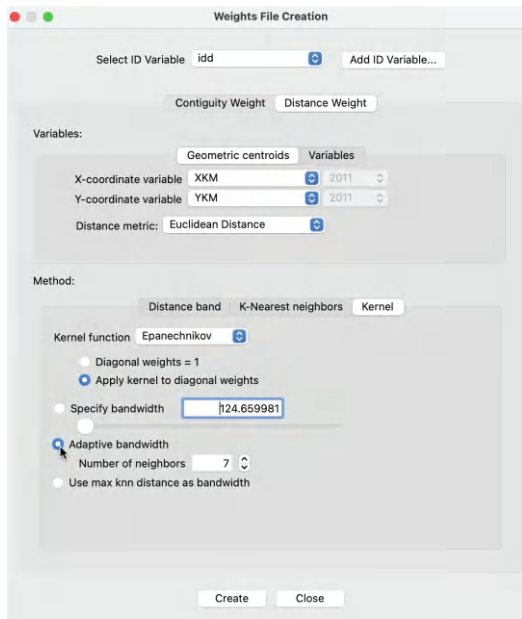 Weights File Creation
Select ID Variable idd Add ID Variable...
Contiguity Weight Distance Weight
Variables:
Geometric centroids Variables
X-coordinate variable XKM 2011
Y-coordinate variable YKM 2011
Distance metric: Euclidean Distance
Method:
Distance band K-Nearest neighbors Kernel
Kernel function Epanechnikov
Diagonal weights = 1
Apply kernel to diagonal weights
Specify bandwidth 124.659981
Adaptive bandwidth
Number of neighbors 7
Use max knn distance as bandwidth
Create Close